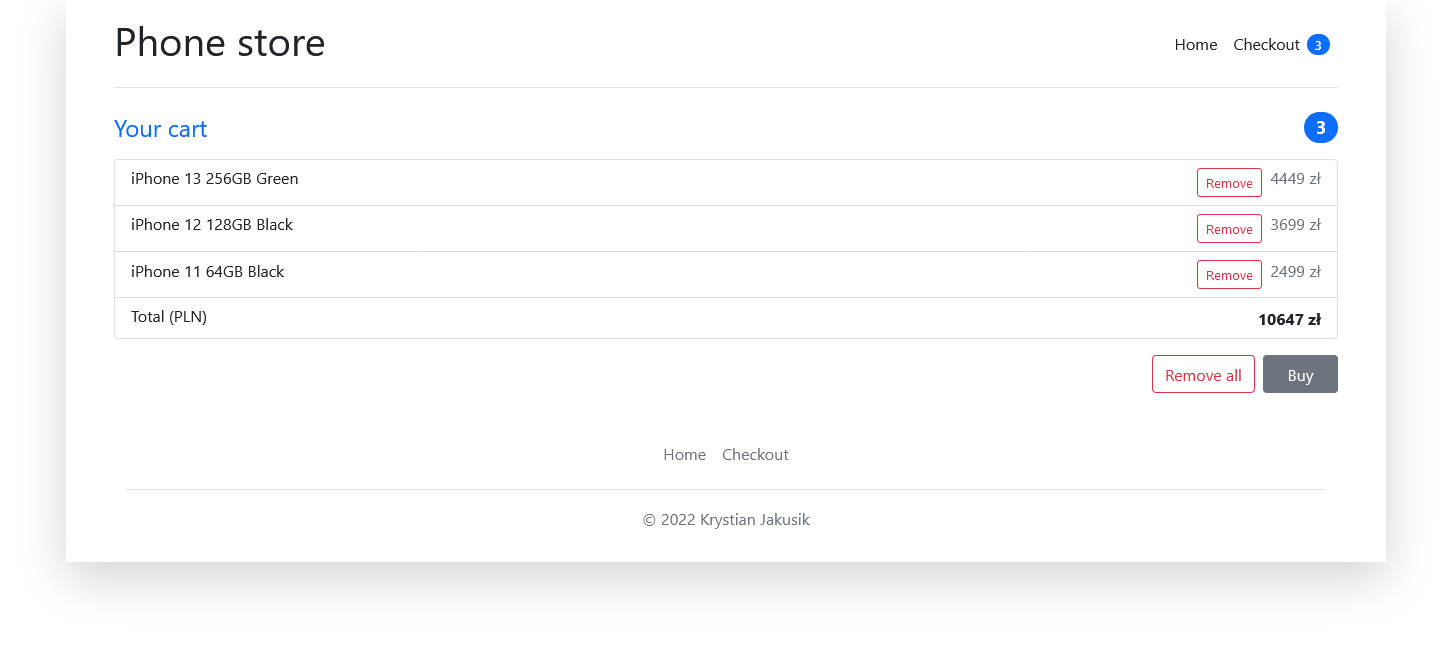 Phone store
Home Checkout 3
Your cart 3
iPhone 13 256GB Green Remove 4449 zł
iPhone 12 128GB Black Remove 3699 zł
iPhone 11 64GB Black Remove 2499 zł
Total (PLN) 10647 zł
Remove all Buy
Home Checkout
© 2022 Krystian Jakusik